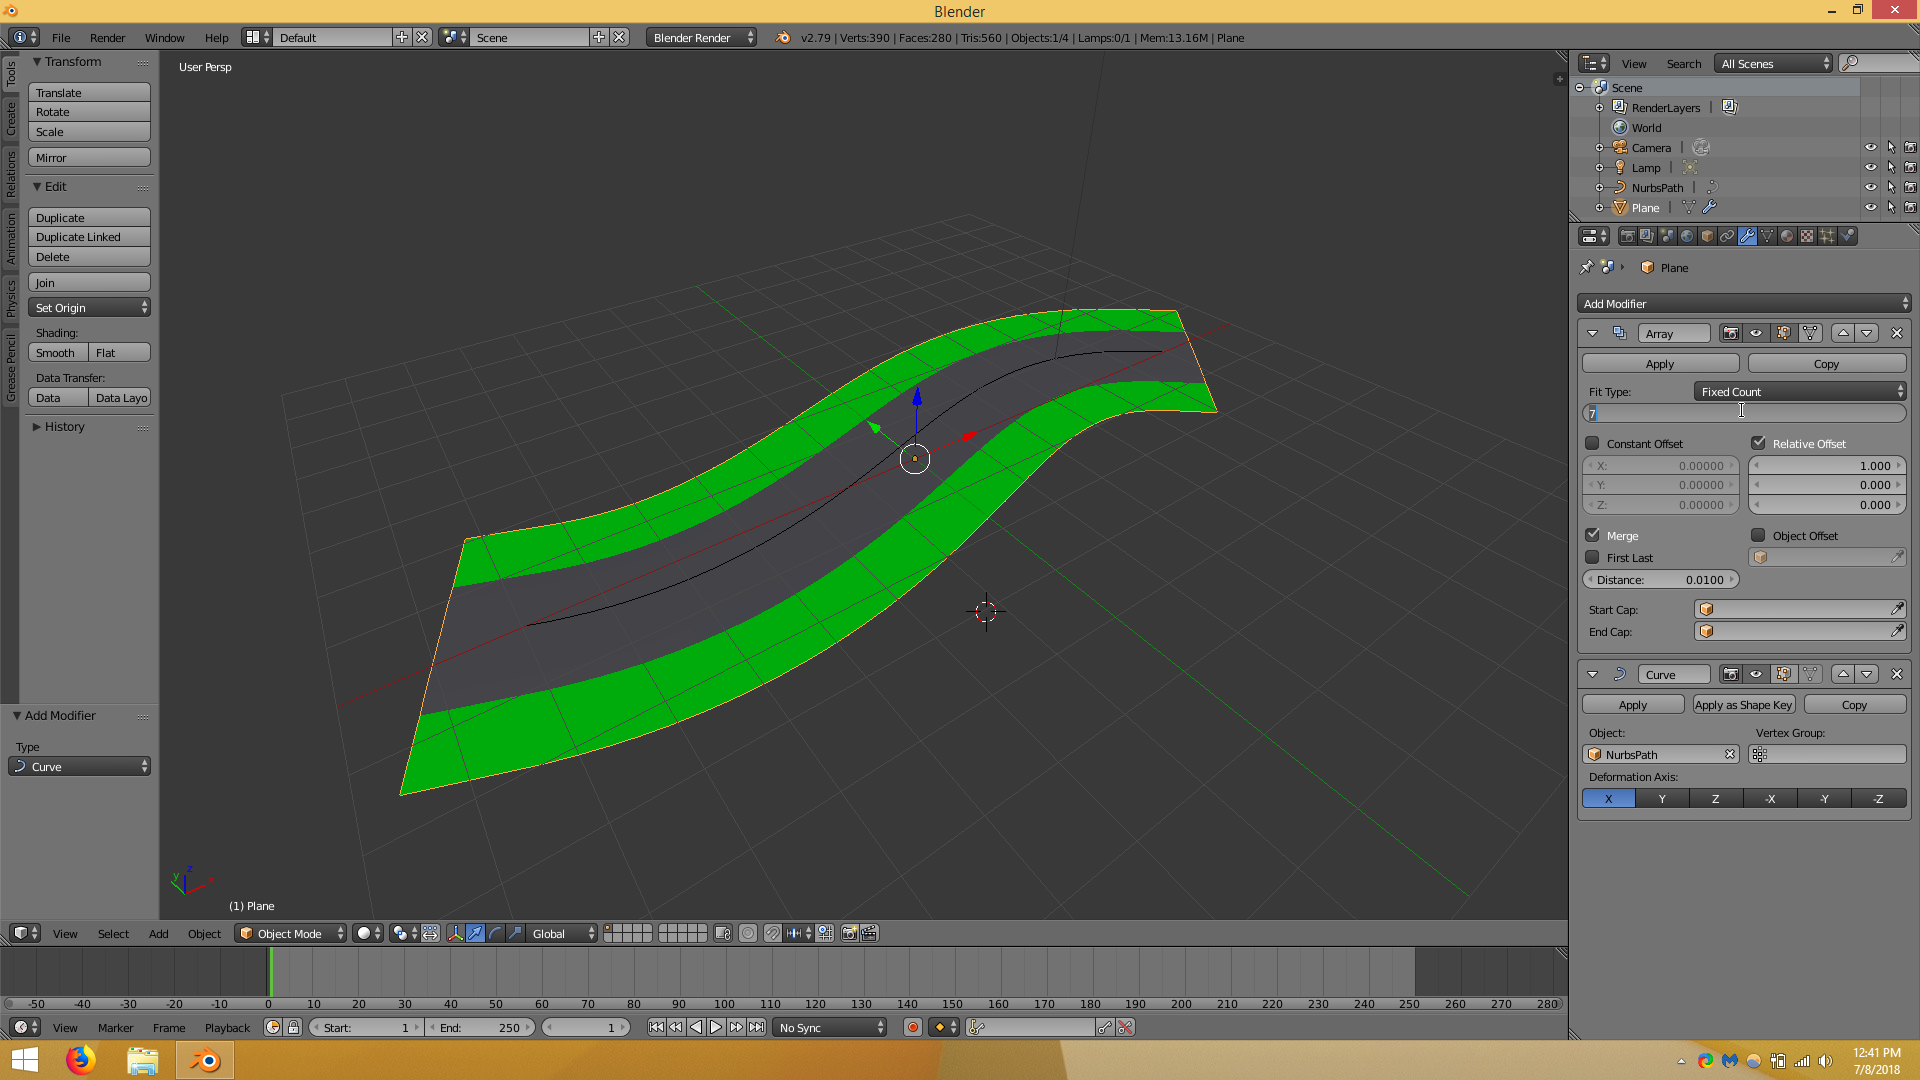 Blender
File Render Window Help Default Scene Blender Render v2.79 | Verts:390 | Faces:280 | Tris:560 | Objects:1/4 | Lamps:0/1 | Mem:13.16M | Plane
Tools
Create
Relations
Animation
Physics
Grease Pencil
Transform
Translate
Rotate
Scale
Mirror
Edit
Duplicate
Duplicate Linked
Delete
Join
Set Origin
Shading:
Smooth Flat
Data Transfer:
Data Data Layo
History
Add Modifier
Type
Curve
User Persp
z
y
x
(1) Plane
View Select Add Object Object Mode Global
-50 -40 -30 -20 -10 0 10 20 30 40 50 60 70 80 90 100 110 120 130 140 150 160 170 180 190 200 210 220 230 240 250 260 270 280
View Marker Frame Playback Start: 1 End: 250 1 No Sync
View Search All Scenes
Scene
RenderLayers |
World
Camera |
Lamp |
NurbsPath |
Plane |
Plane
Add Modifier
Array
Apply Copy
Fit Type: Fixed Count
7
Constant Offset Relative Offset
X: 0.00000 1.000
Y: 0.00000 0.000
Z: 0.00000 0.000
Merge Object Offset
First Last
Distance: 0.0100
Start Cap:
End Cap:
Curve
Apply Apply as Shape Key Copy
Object: Vertex Group:
NurbsPath
Deformation Axis:
X Y Z -X -Y -Z
12:41 PM
7/8/2018